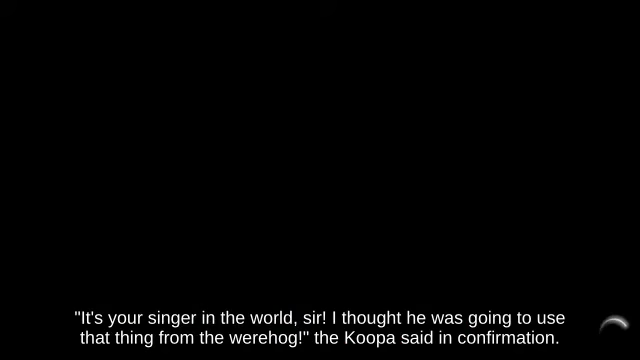 "It's your singer in the world, sir! I thought he was going to use
that thing from the werehog!" the Koopa said in confirmation.